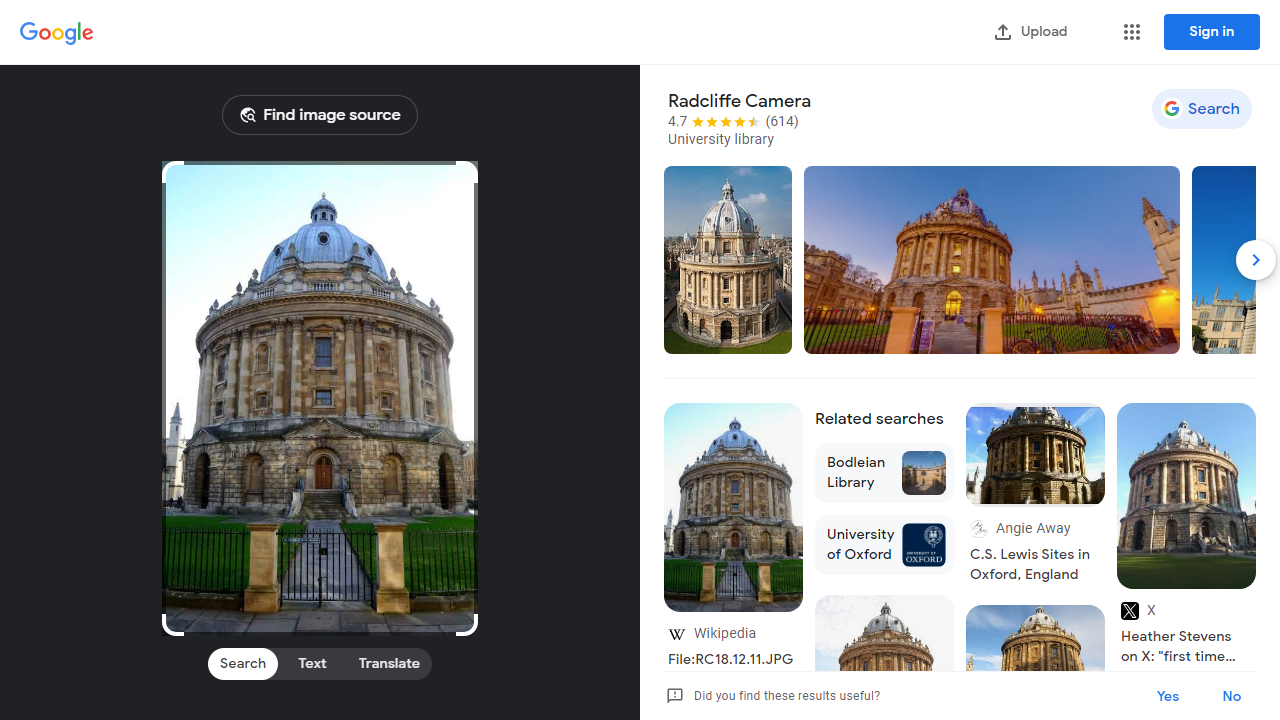 Google
Upload
Sign in
Find image source
Search
Text
Translate
Radcliffe Camera
4.7 ★★★★★ (614)
University library
Search
Wikipedia
File:RC18.12.11.JPG
Related searches
Bodleian
Library
University
of Oxford
UNIVERSITY OF
OXFORD
Angie Away
C.S. Lewis Sites in
Oxford, England
X
Heather Stevens
on X: "first time…
Did you find these results useful?
Yes
No